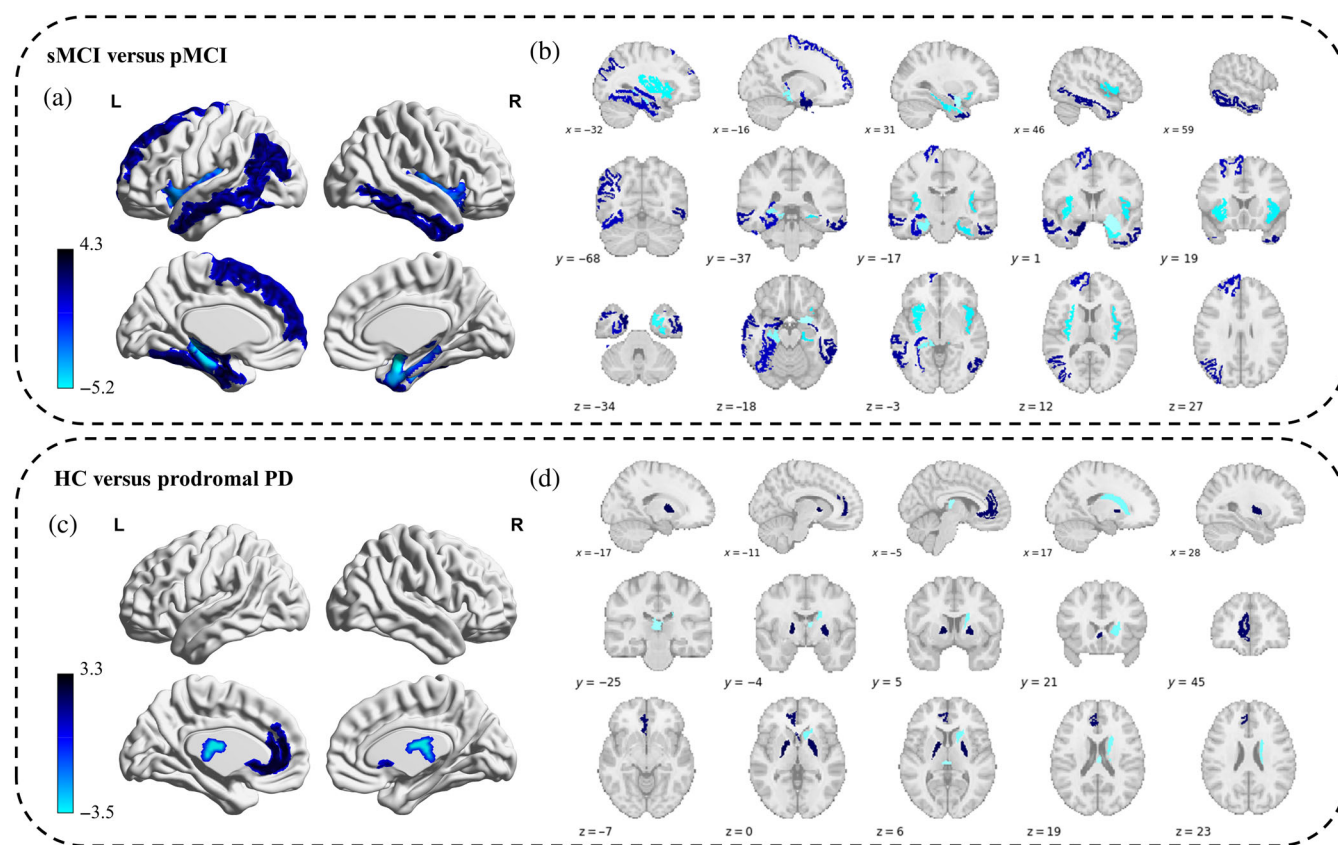 sMCI versus pMCI
(a)
L
R
4.3
−5.2
(b)
x = −32
x = −16
x = 31
x = 46
x = 59
y = −68
y = −37
y = −17
y = 1
y = 19
z = −34
z = −18
z = −3
z = 12
z = 27
HC versus prodromal PD
(c)
L
R
3.3
−3.5
(d)
x = −17
x = −11
x = −5
x = 17
x = 28
y = −25
y = −4
y = 5
y = 21
y = 45
z = −7
z = 0
z = 6
z = 19
z = 23